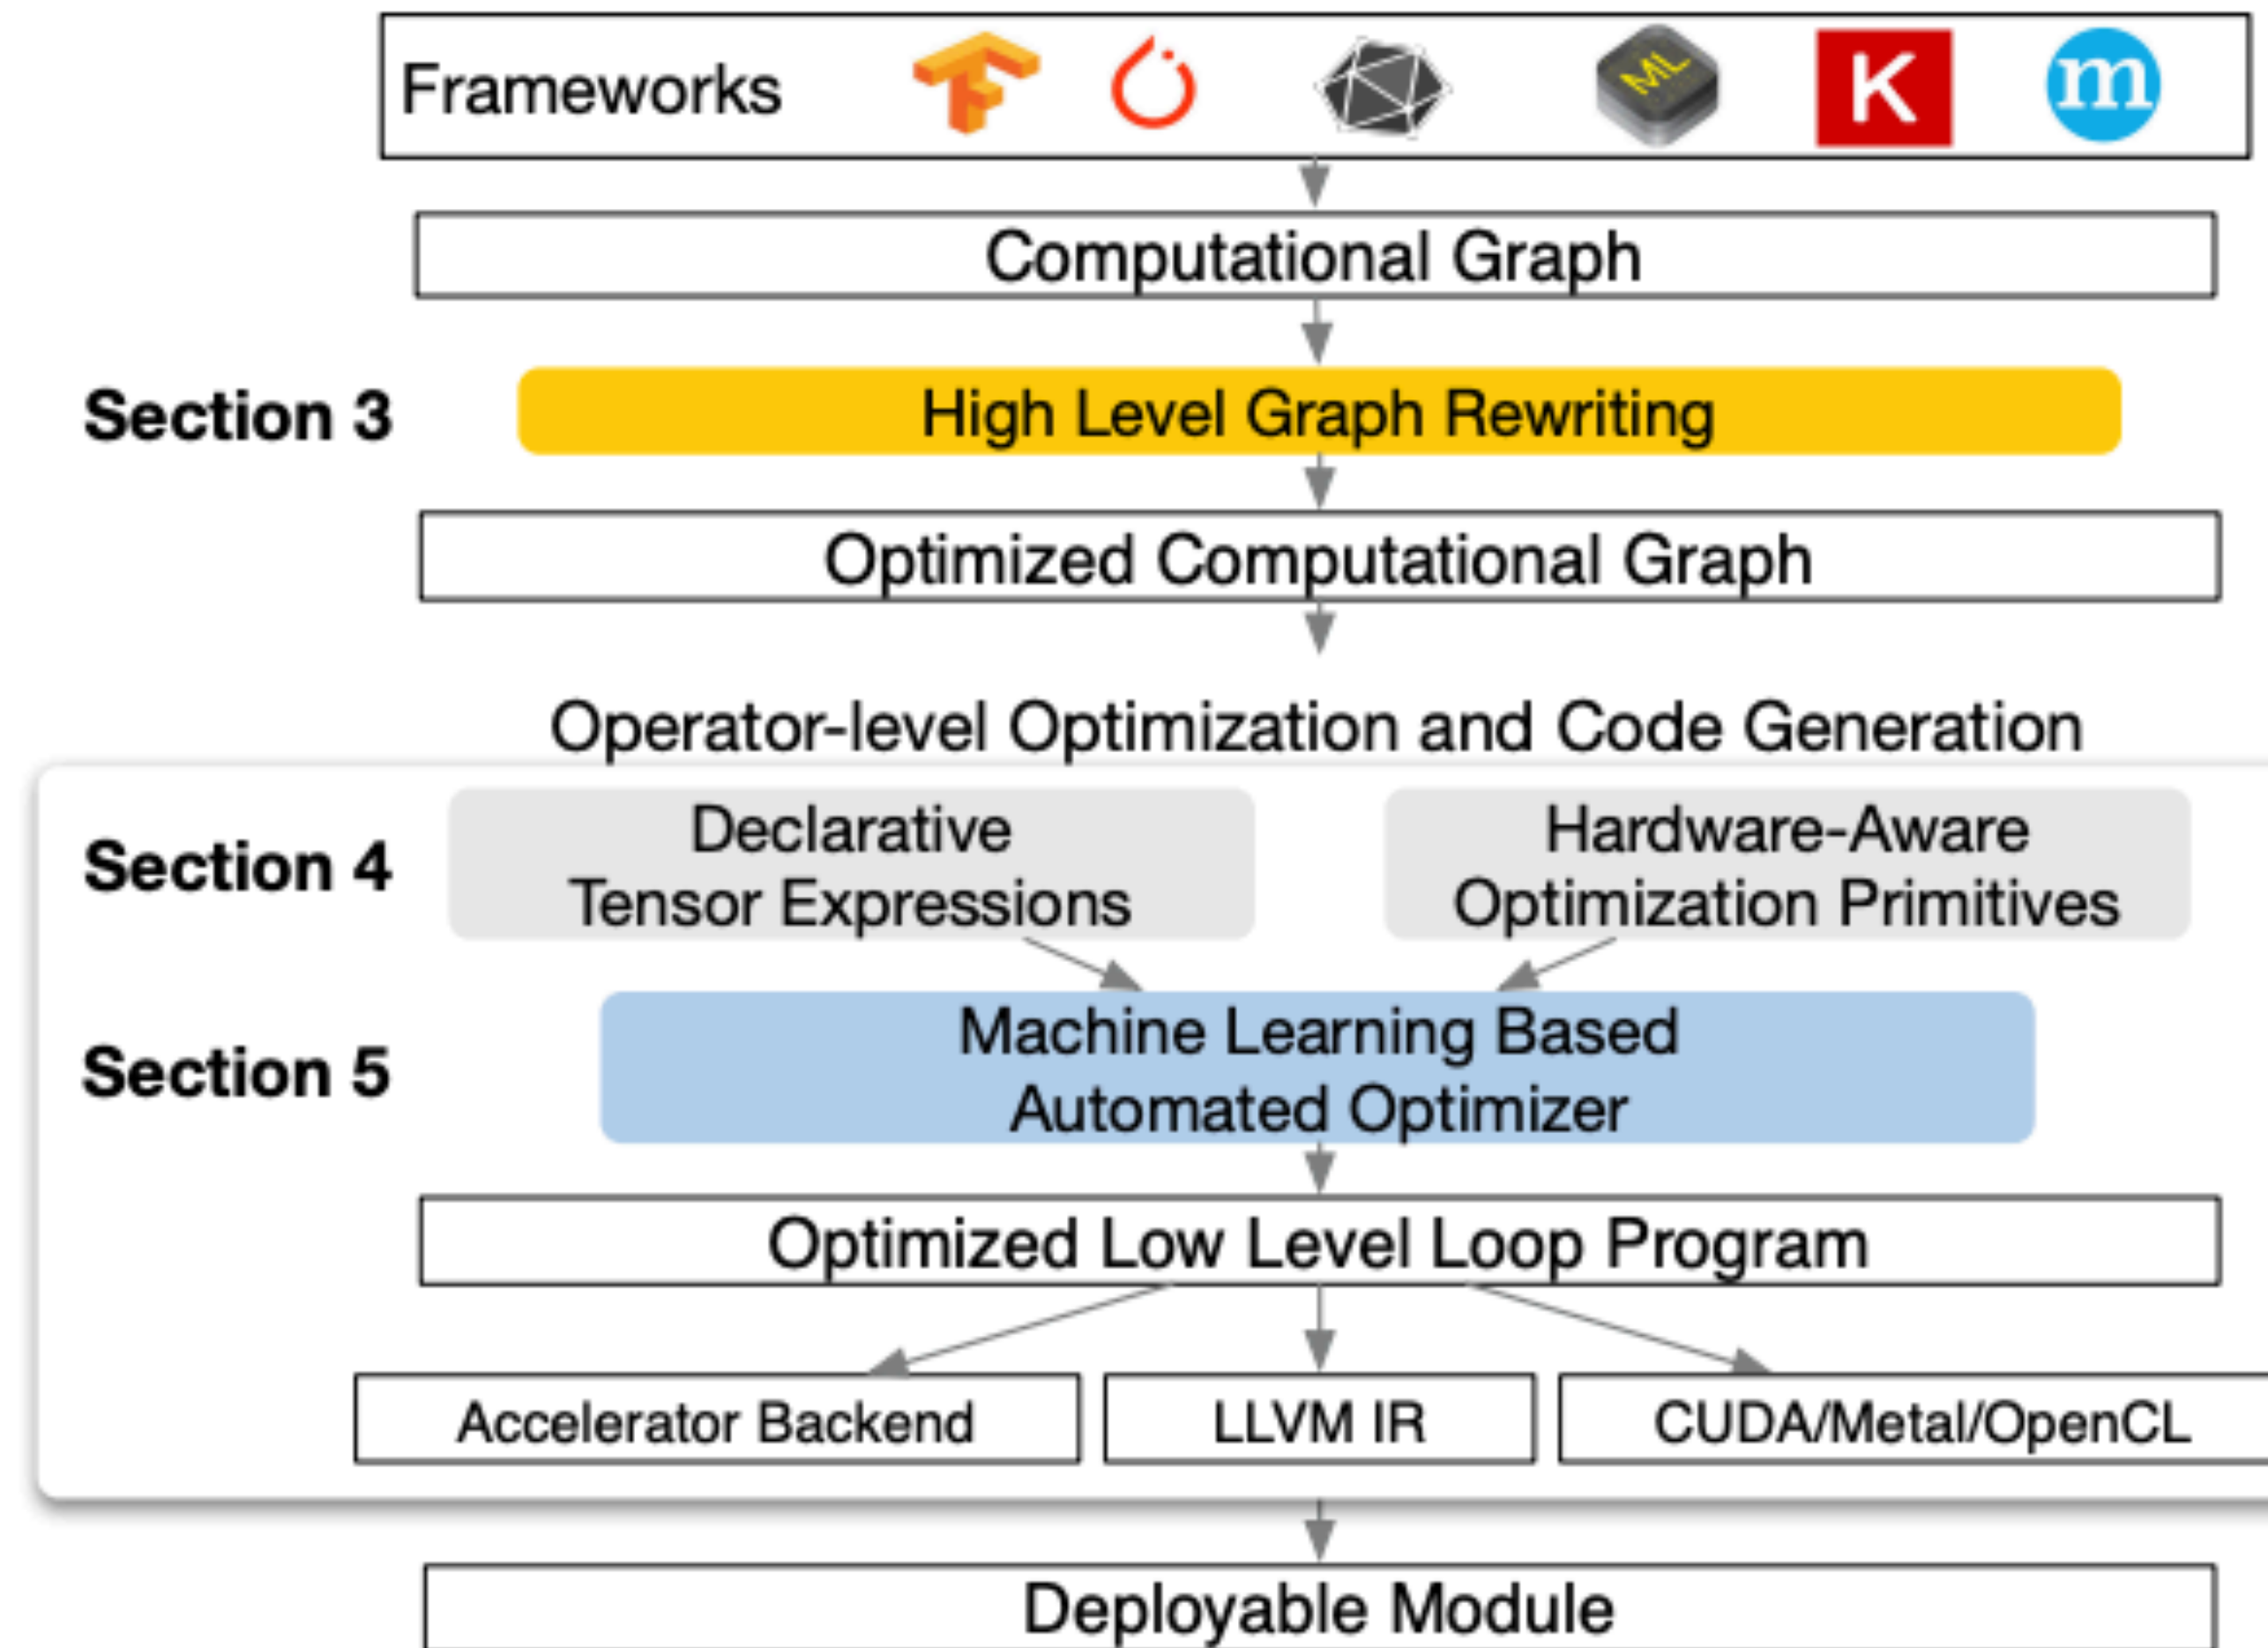 Frameworks
ML
K
m
Computational Graph
Section 3
High Level Graph Rewriting
Optimized Computational Graph
Operator-level Optimization and Code Generation
Section 4
Declarative
Tensor Expressions
Hardware-Aware
Optimization Primitives
Section 5
Machine Learning Based
Automated Optimizer
Optimized Low Level Loop Program
Accelerator Backend
LLVM IR
CUDA/Metal/OpenCL
Deployable Module